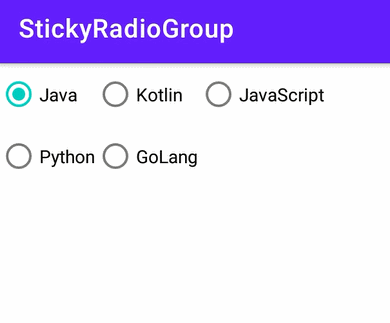 StickyRadioGroup
Java Kotlin JavaScript
Python GoLang